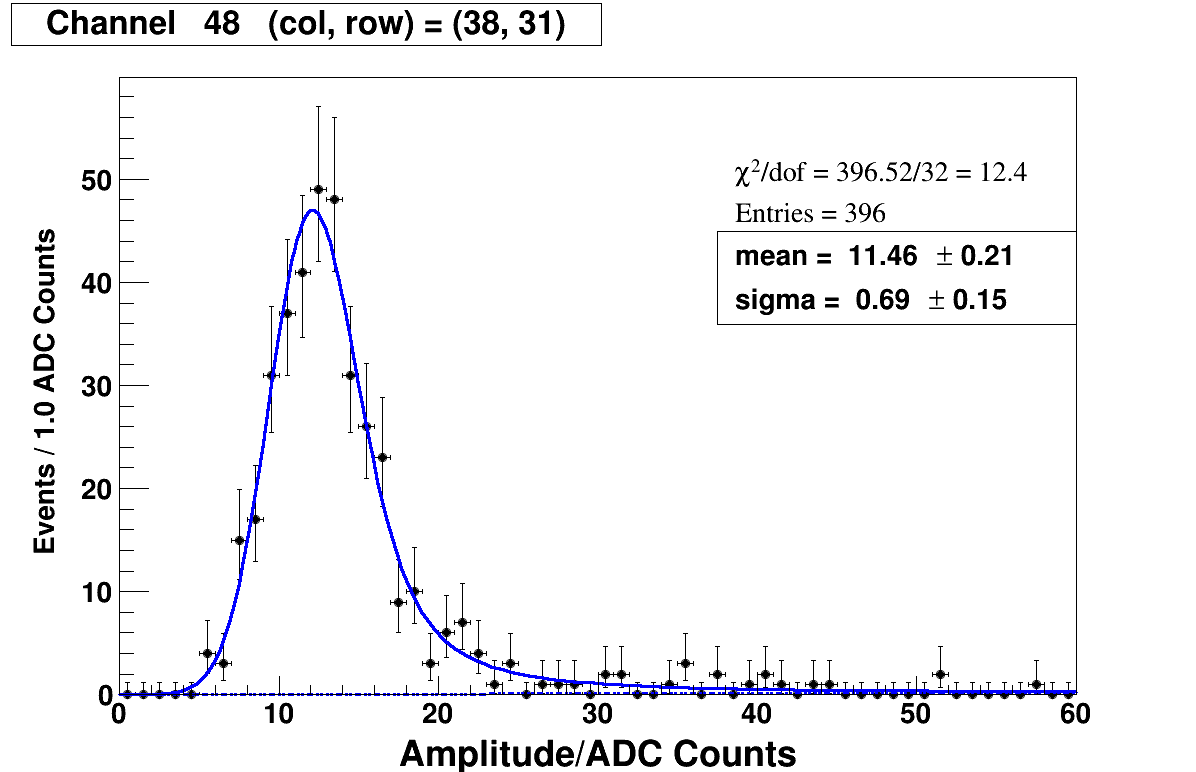 Channel 48 (col, row) = (38, 31)
χ²/dof = 396.52/32 = 12.4
Entries = 396
mean = 11.46 ± 0.21
sigma = 0.69 ± 0.15
Events / 1.0 ADC Counts
50
40
30
20
10
0
0 10 20 30 40 50 60
Amplitude/ADC Counts